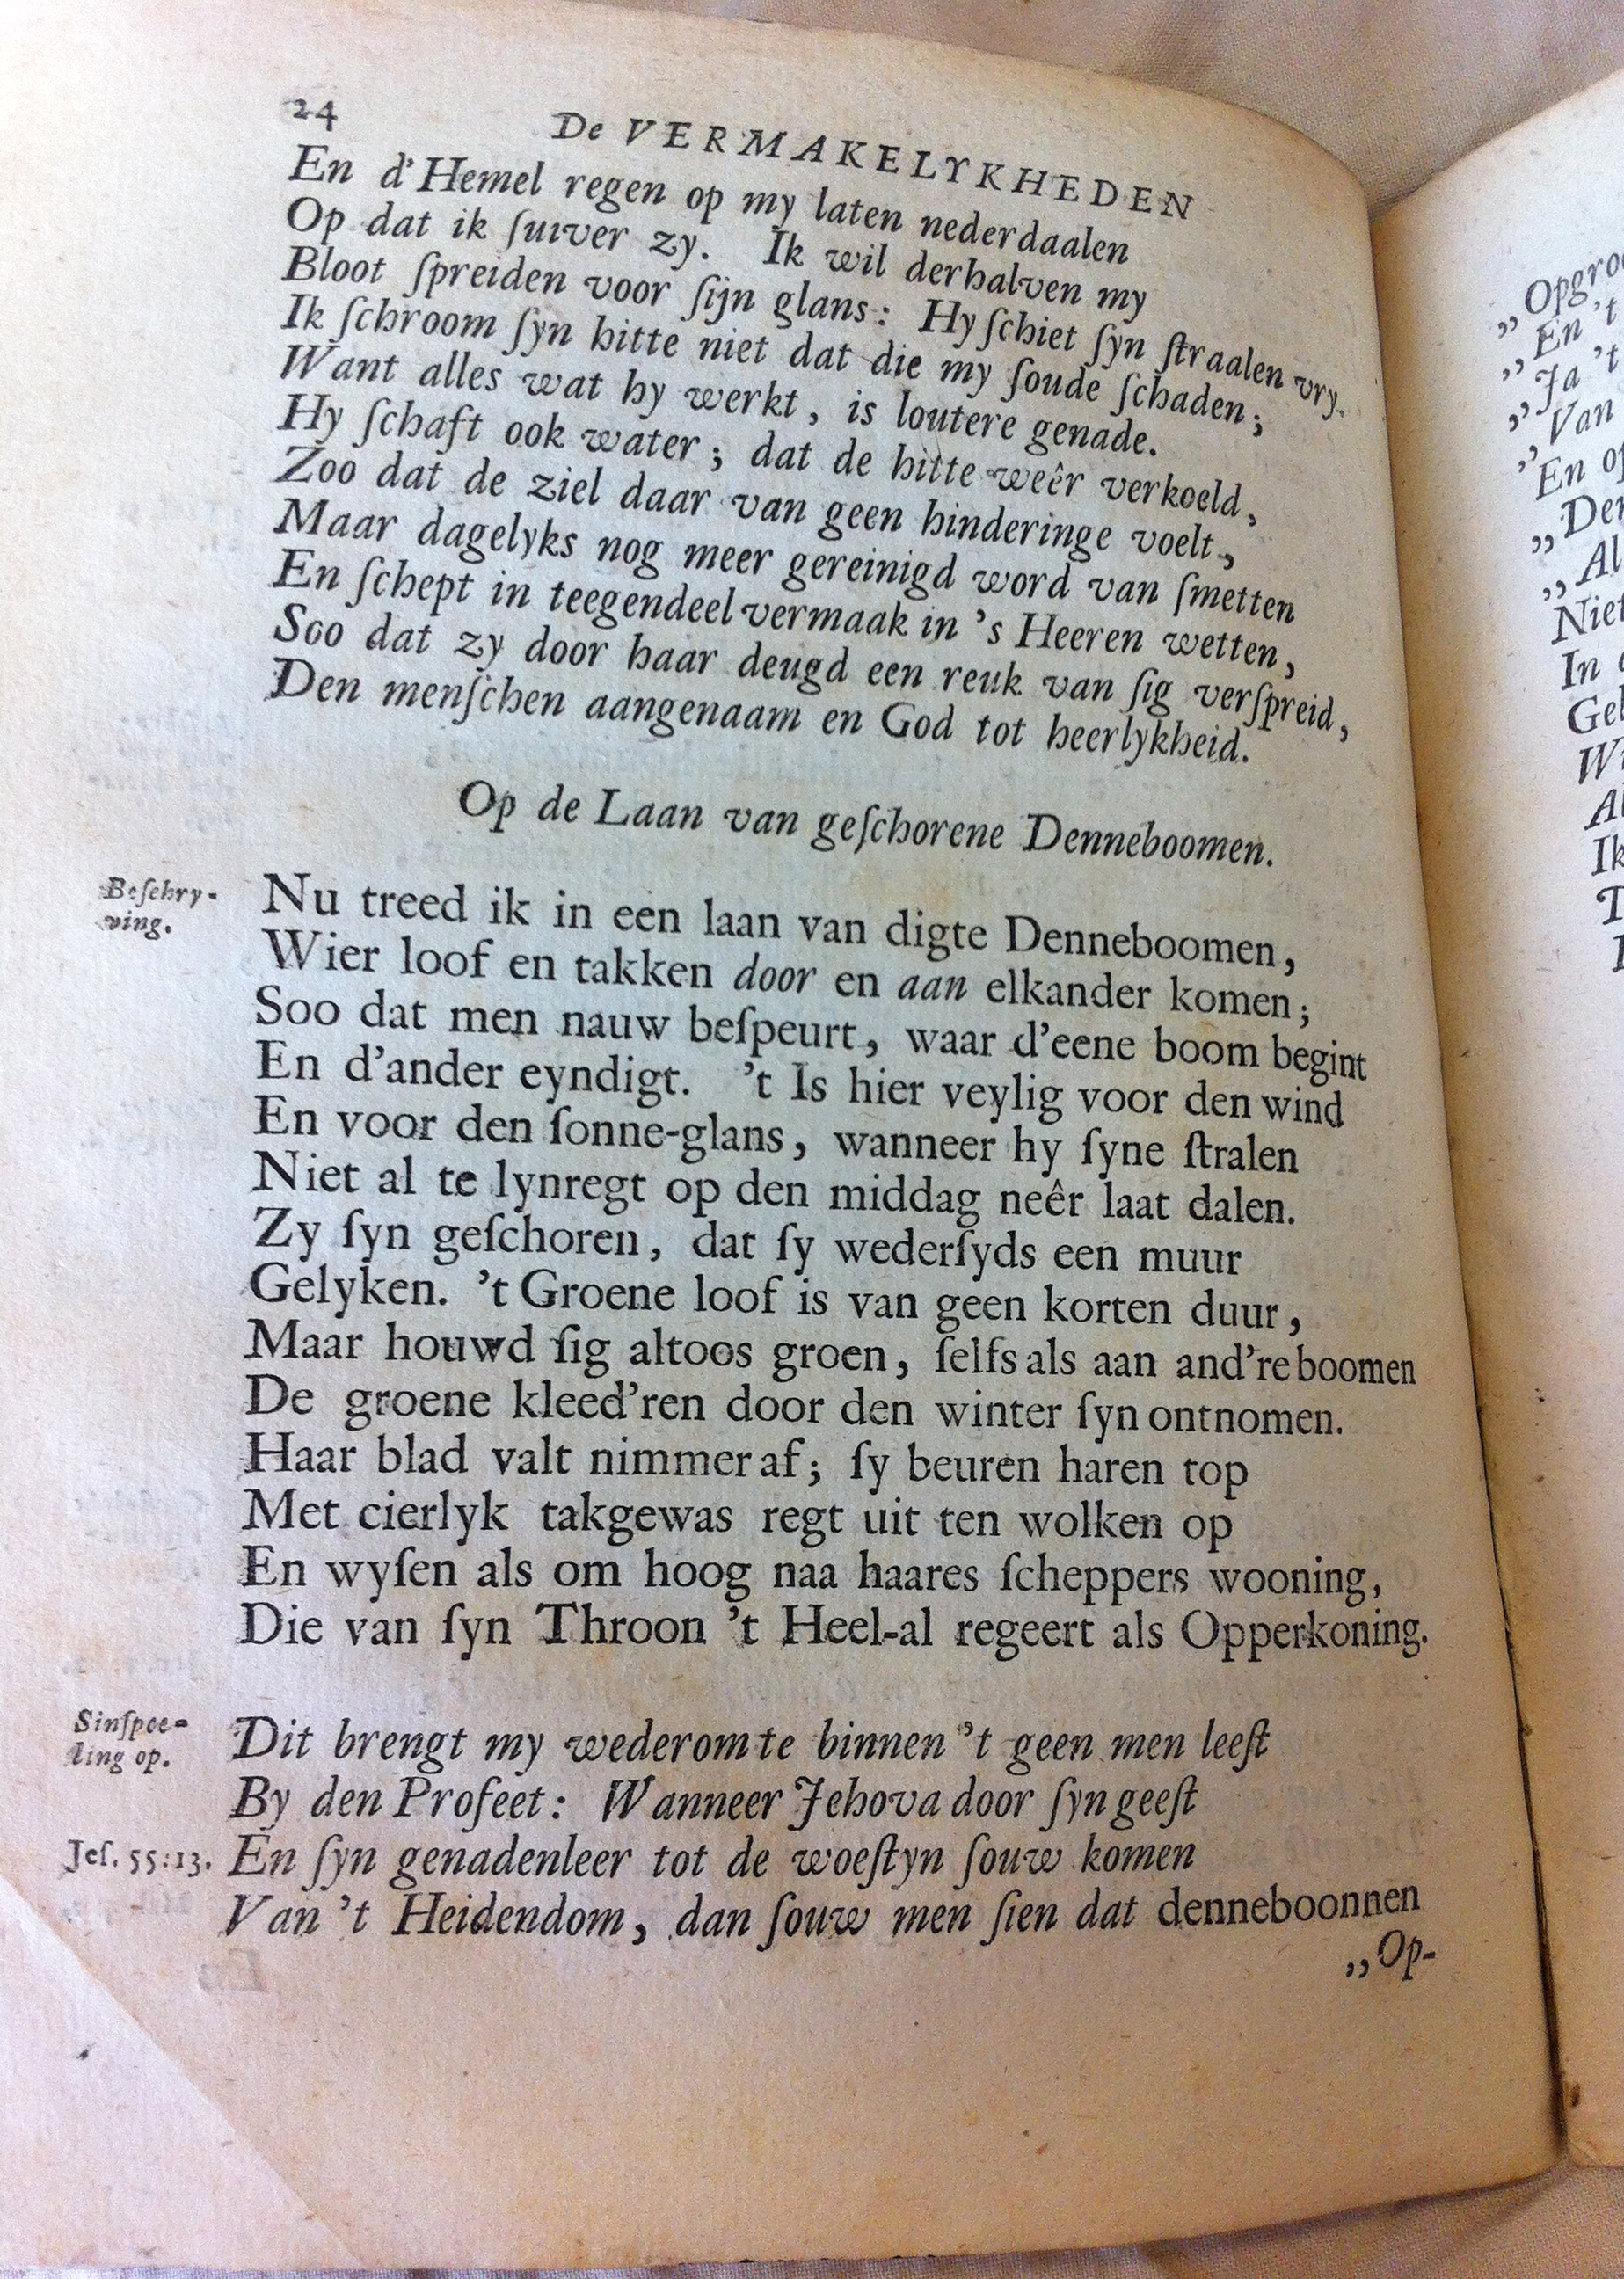 24 De VERMAKELYKHEDEN
En d'Hemel regen op my laten nederdaalen
Op dat ik ſuiver zy. Ik wil derhalven my
Bloot ſpreiden voor ſijn glans: Hy ſchiet ſyn ſtraalen vry.
Ik ſchroom ſyn hitte niet dat die my ſoude ſchaden;
Want alles wat hy werkt, is loutere genade.
Hy ſchaft ook water; dat de hitte weêr verkoeld,
Zoo dat de ziel daar van geen hinderinge voelt,
Maar dagelyks nog meer gereinigd word van ſmetten
En ſchept in teegendeel vermaak in 's Heeren wetten,
Soo dat zy door haar deugd een reuk van ſig verſpreid,
Den menſchen aangenaam en God tot heerlykheid.
Op de Laan van geſchorene Denneboomen.
Beſchry-
ving.
Nu treed ik in een laan van digte Denneboomen,
Wier loof en takken door en aan elkander komen;
Soo dat men nauw beſpeurt, waar d'eene boom begint
En d'ander eyndigt. 't Is hier veylig voor den wind
En voor den ſonne-glans, wanneer hy ſyne ſtralen
Niet al te lynregt op den middag neêr laat dalen.
Zy ſyn geſchoren, dat ſy wederſyds een muur
Gelyken. 't Groene loof is van geen korten duur,
Maar houwd ſig altoos groen, ſelfs als aan and're boomen
De groene kleed'ren door den winter ſyn ontnomen.
Haar blad valt nimmer af; ſy beuren haren top
Met cierlyk takgewas regt uit ten wolken op
En wyſen als om hoog naa haares ſcheppers wooning,
Die van ſyn Throon 't Heel-al regeert als Opperkoning.
Sinſpee-
ling op.
Dit brengt my wederom te binnen 't geen men leeſt
By den Profeet: Wanneer Jehova door ſyn geeſt
Jeſ. 55:13. En ſyn genadenleer tot de woeſtyn ſouw komen
Van 't Heidendom, dan ſouw men ſien dat denneboonnen
„Op-
„Opgro
„En 't
„Ja 't
„Van
„En
„Der
„Al
Niet
In
Gel